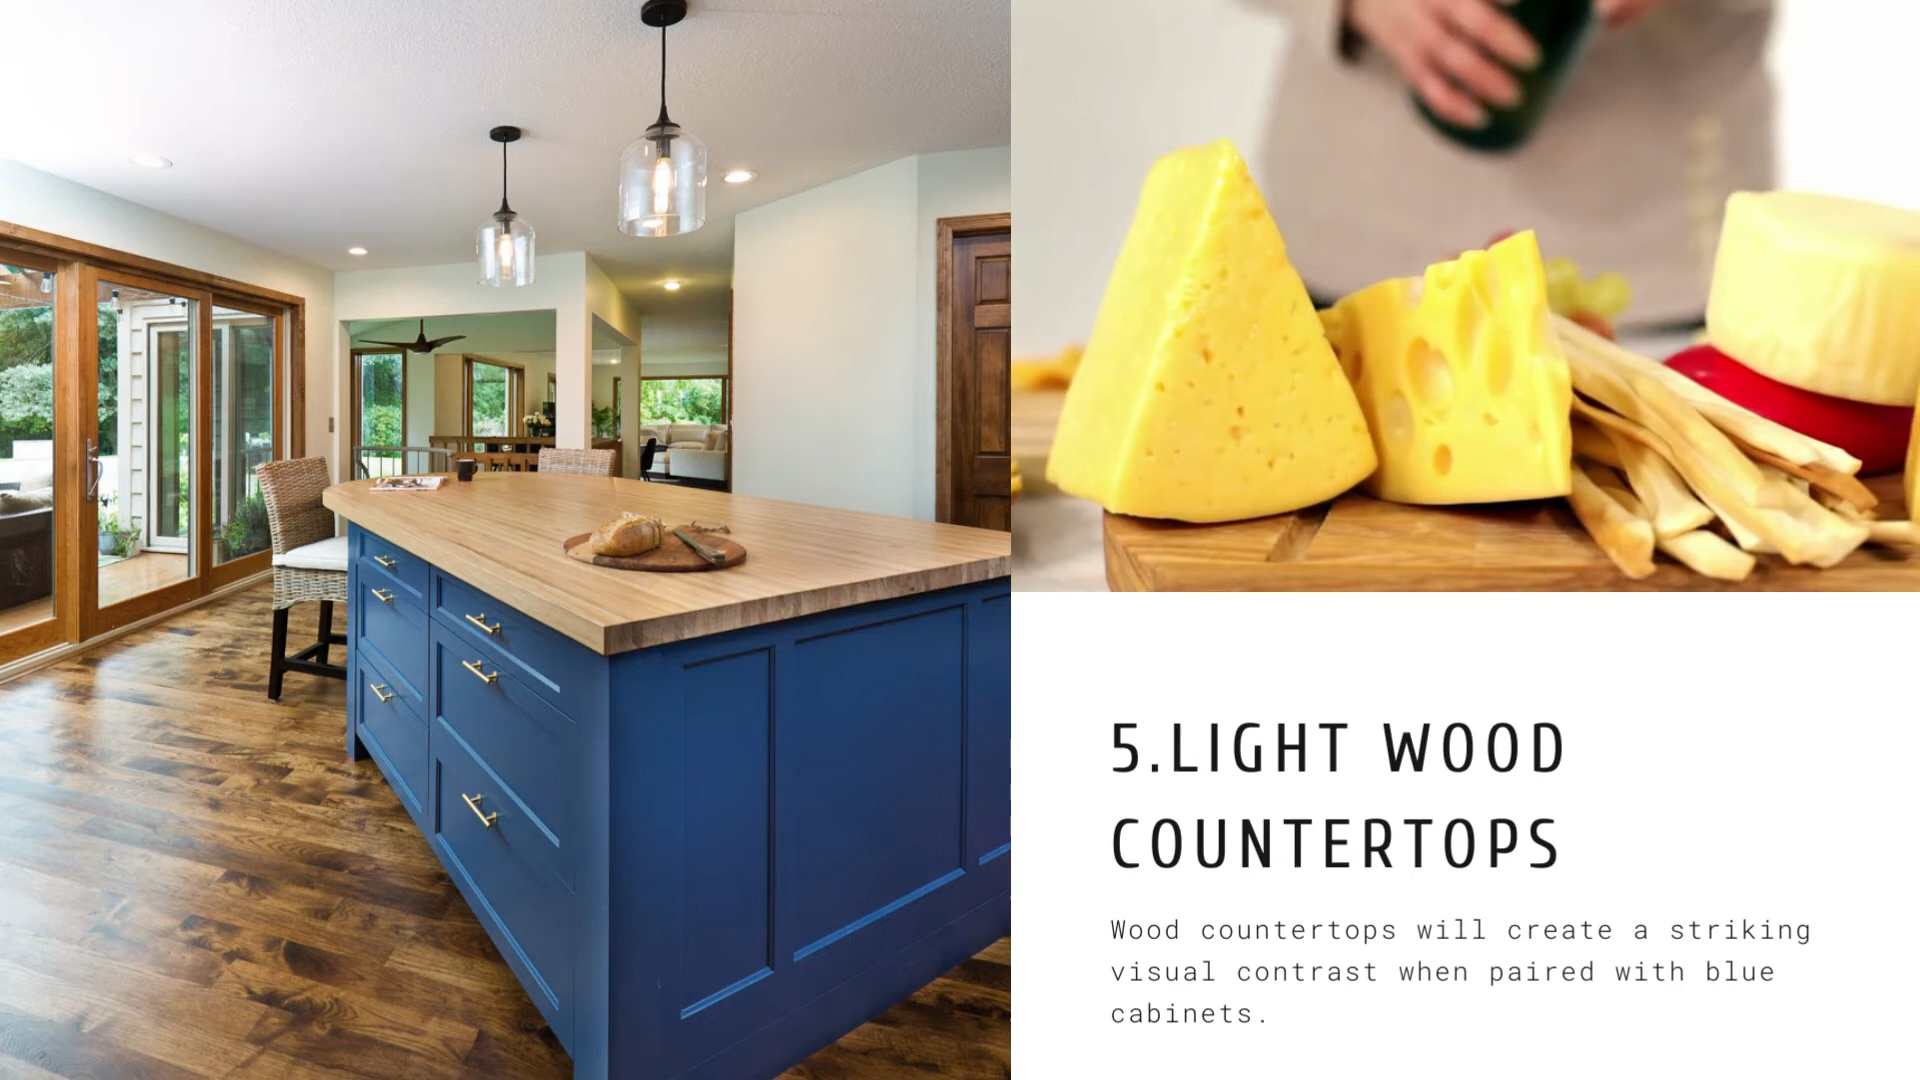 5.LIGHT WOOD
COUNTERTOPS
Wood countertops will create a striking
visual contrast when paired with blue
cabinets.